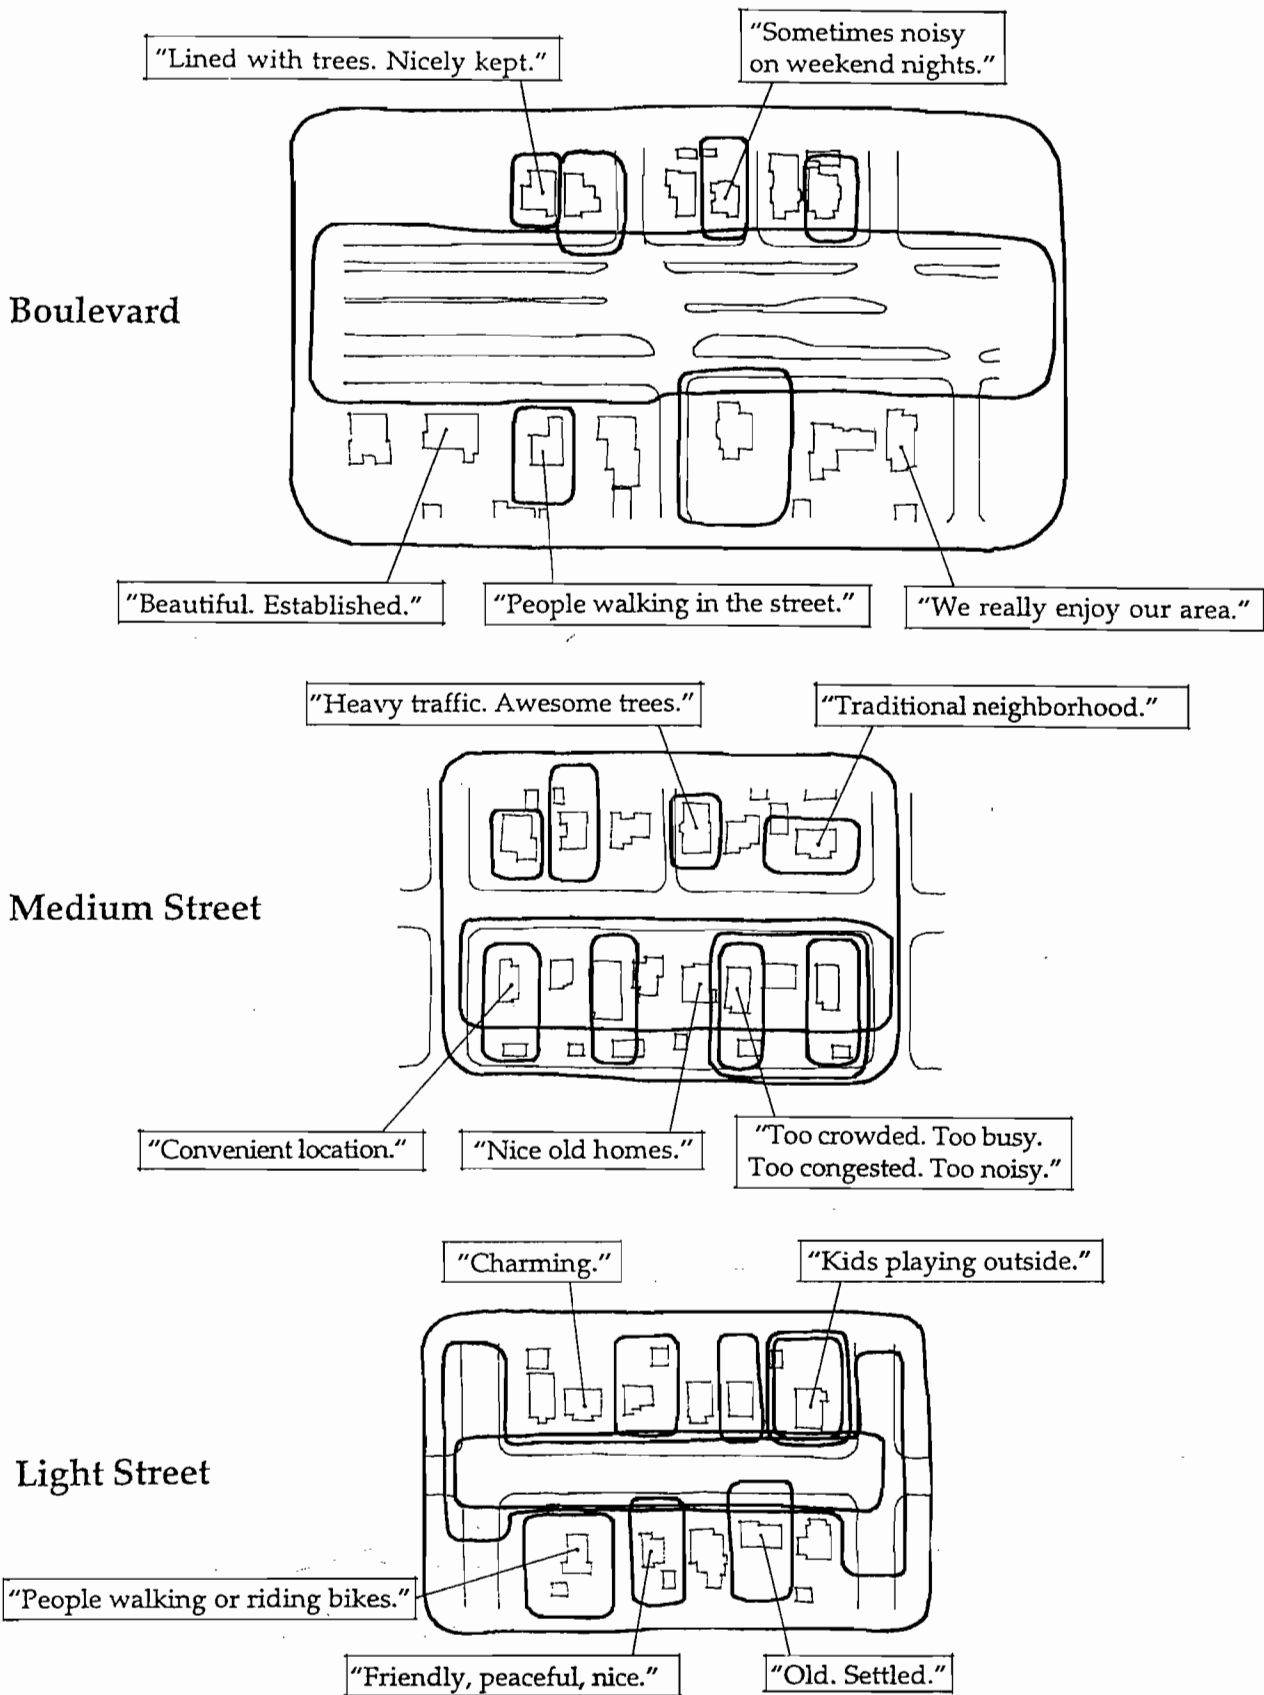 "Lined with trees. Nicely kept."
"Sometimes noisy
on weekend nights."
Boulevard
"Beautiful. Established."
"People walking in the street."
"We really enjoy our area."
"Heavy traffic. Awesome trees."
"Traditional neighborhood."
Medium Street
"Convenient location."
"Nice old homes."
"Too crowded. Too busy.
Too congested. Too noisy."
"Charming."
"Kids playing outside."
Light Street
"People walking or riding bikes."
"Friendly, peaceful, nice."
"Old. Settled."